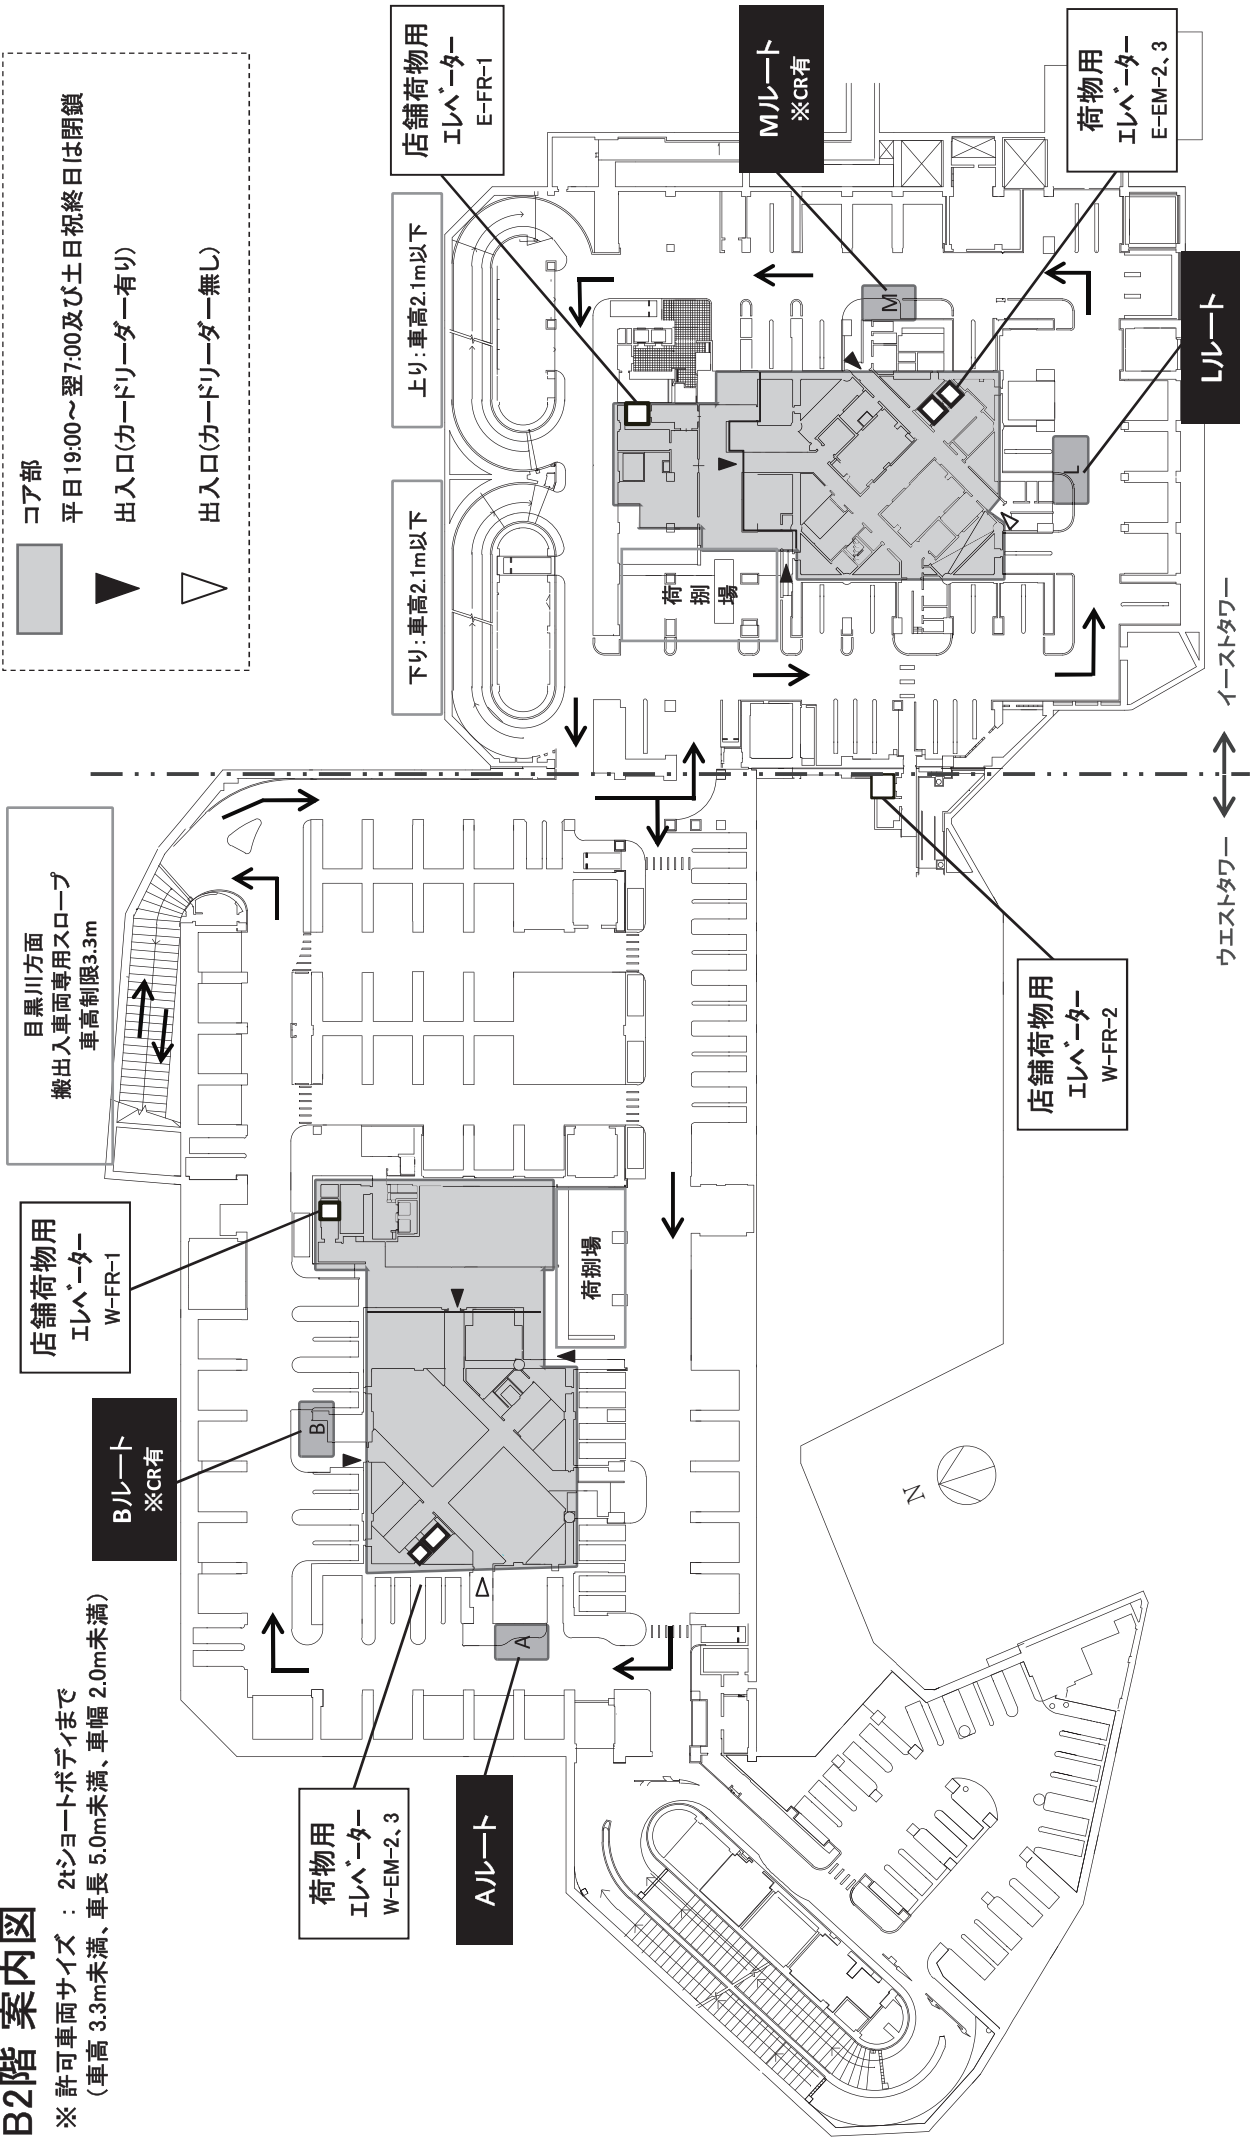 B2階 案内図
※ 許可車両サイズ ： 2tショートボディまで
（車高 3.3m未満、車長 5.0m未満、車幅 2.0m未満）
コア部
平日19:00～翌7:00及び土日祝終日は閉鎖
出入口(カードリーダー有り)
出入口(カードリーダー無し)
Bルート
※CR有
店舗荷物用
エレベーター
W-FR-1
目黒川方面
搬出入車両専用スロープ
車高制限3.3m
下り：車高2.1m以下
上り：車高2.1m以下
店舗荷物用
エレベーター
E-FR-1
Mルート
※CR有
荷物用
エレベーター
E-EM-2、3
Lルート
荷物用
エレベーター
W-EM-2、3
Aルート
店舗荷物用
エレベーター
W-FR-2
B
A
M
L
荷捌場
荷
捌
場
N
ウエストタワー
イーストタワー